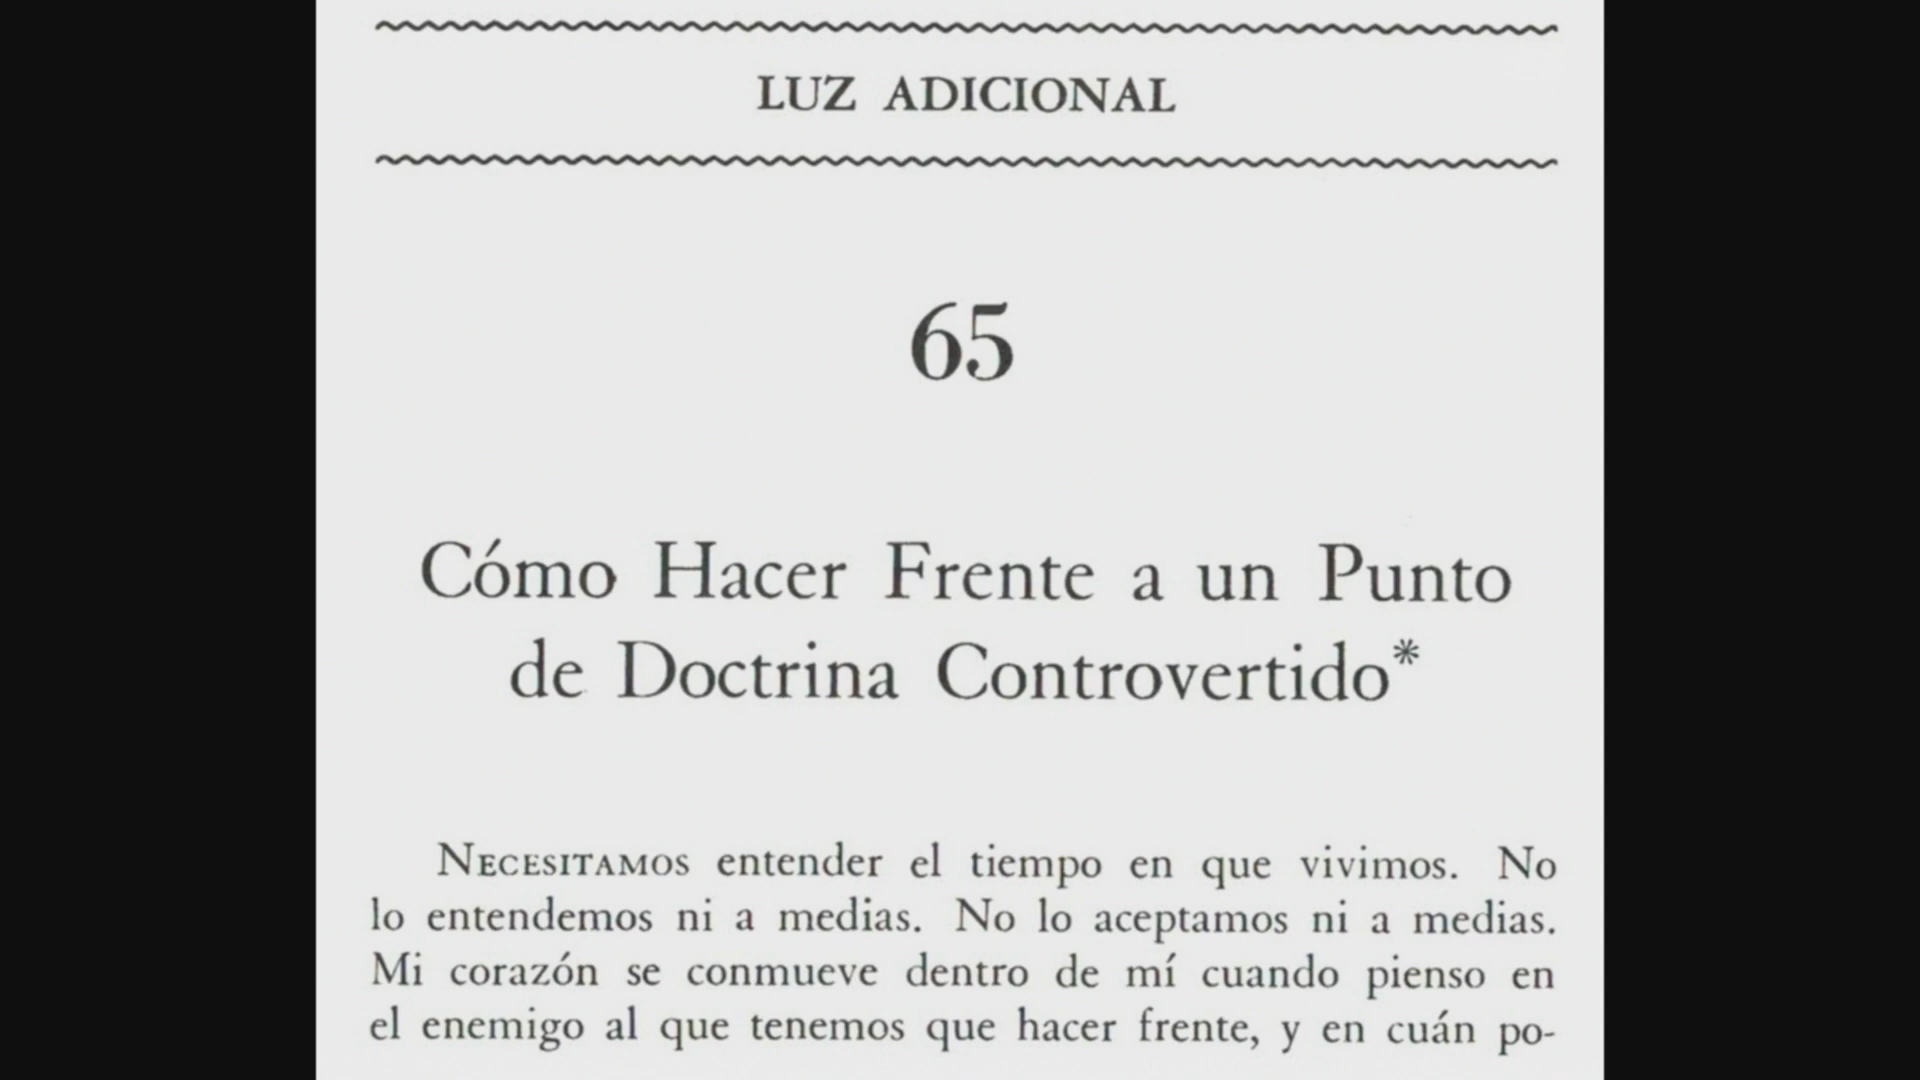 LUZ ADICIONAL
65
Cómo Hacer Frente a un Punto
de Doctrina Controvertido*
NECESITAMOS entender el tiempo en que vivimos. No
lo entendemos ni a medias. No lo aceptamos ni a medias.
Mi corazón se conmueve dentro de mí cuando pienso en
el enemigo al que tenemos que hacer frente, y en cuán po-